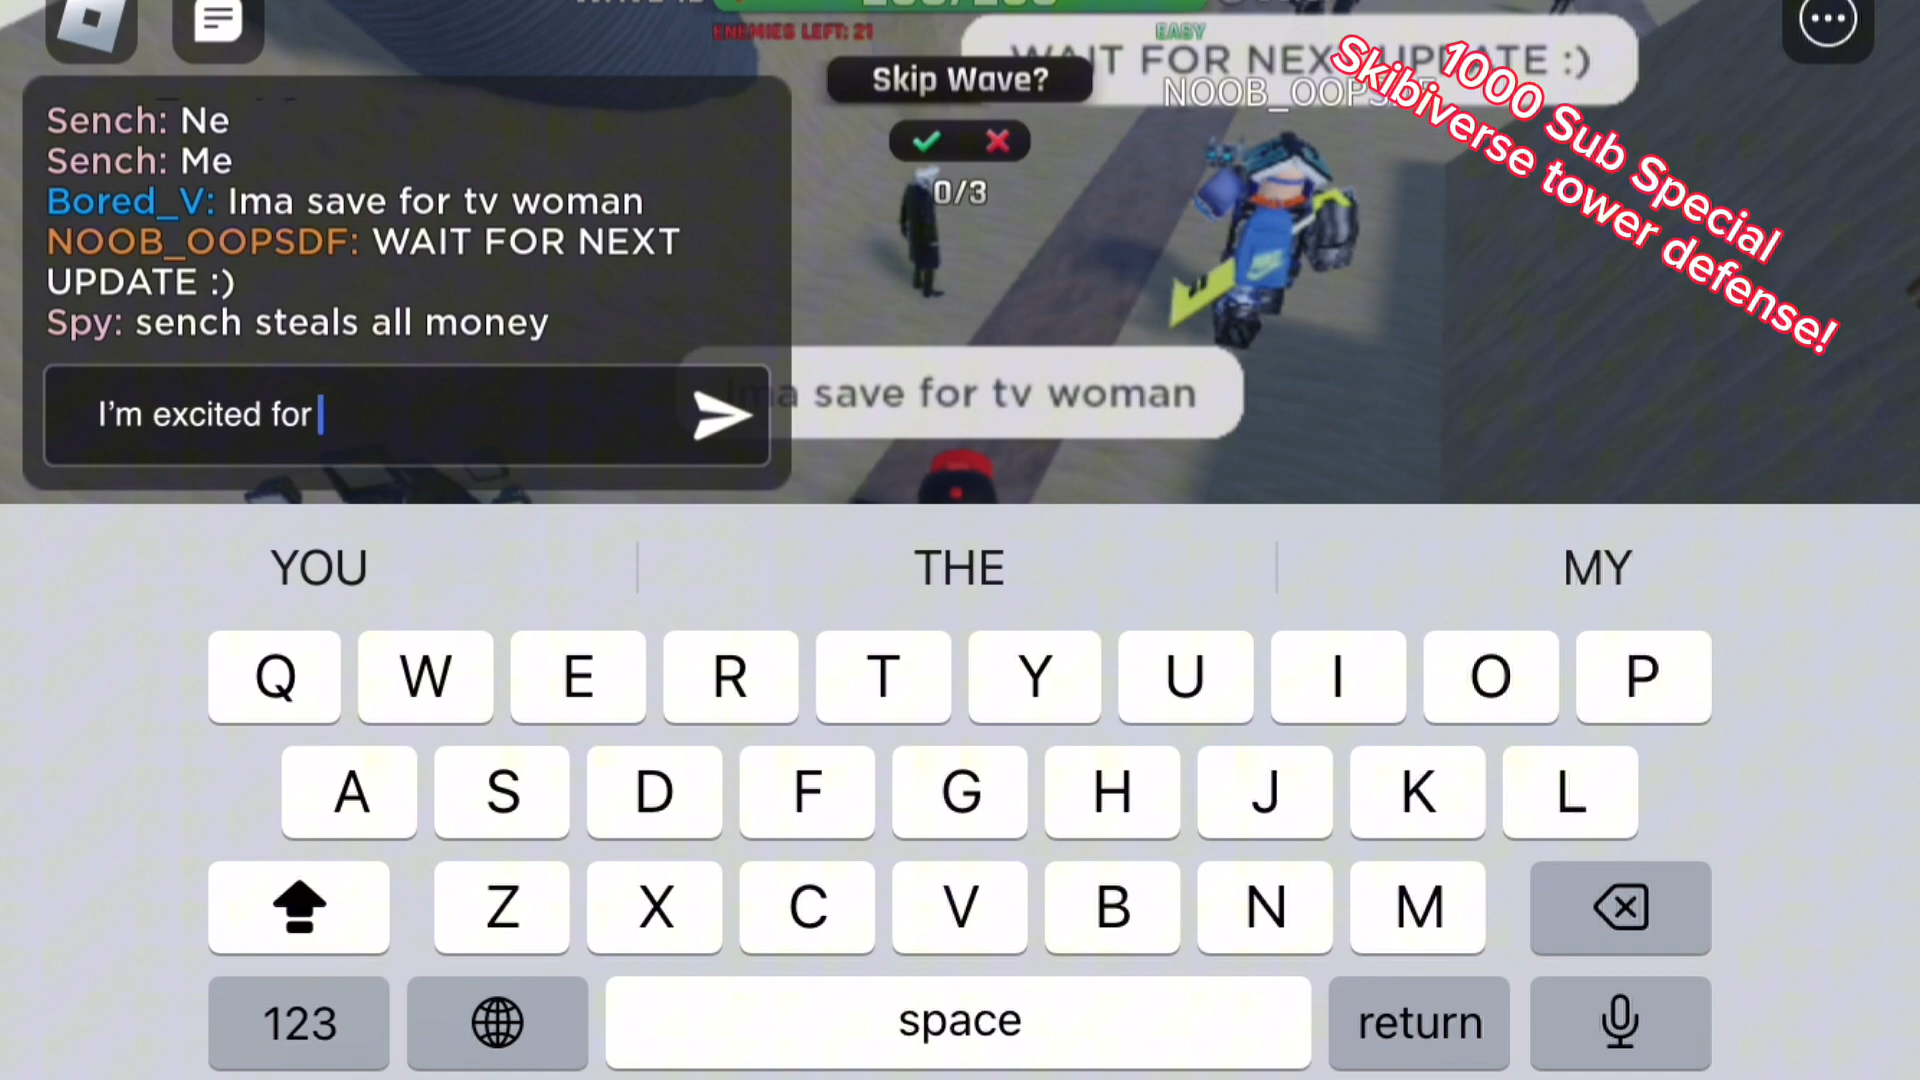 ENEMIES LEFT: 21
EASY
WAIT FOR NEXT UPDATE :)
NOOB_OOPS
Skip Wave?
0/3
1000 Sub Special
Skibiverse tower defense!
Sench: Ne
Sench: Me
Bored_V: Ima save for tv woman
NOOB_OOPSDF: WAIT FOR NEXT
UPDATE :)
Spy: sench steals all money
I'm excited for
Ima save for tv woman
YOU THE MY
Q W E R T Y U I O P
A S D F G H J K L
Z X C V B N M
123 space return